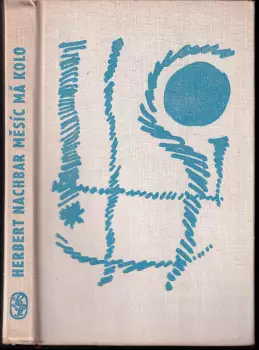 HERBERT NACHBAR MĚSÍC MÁ KOLO